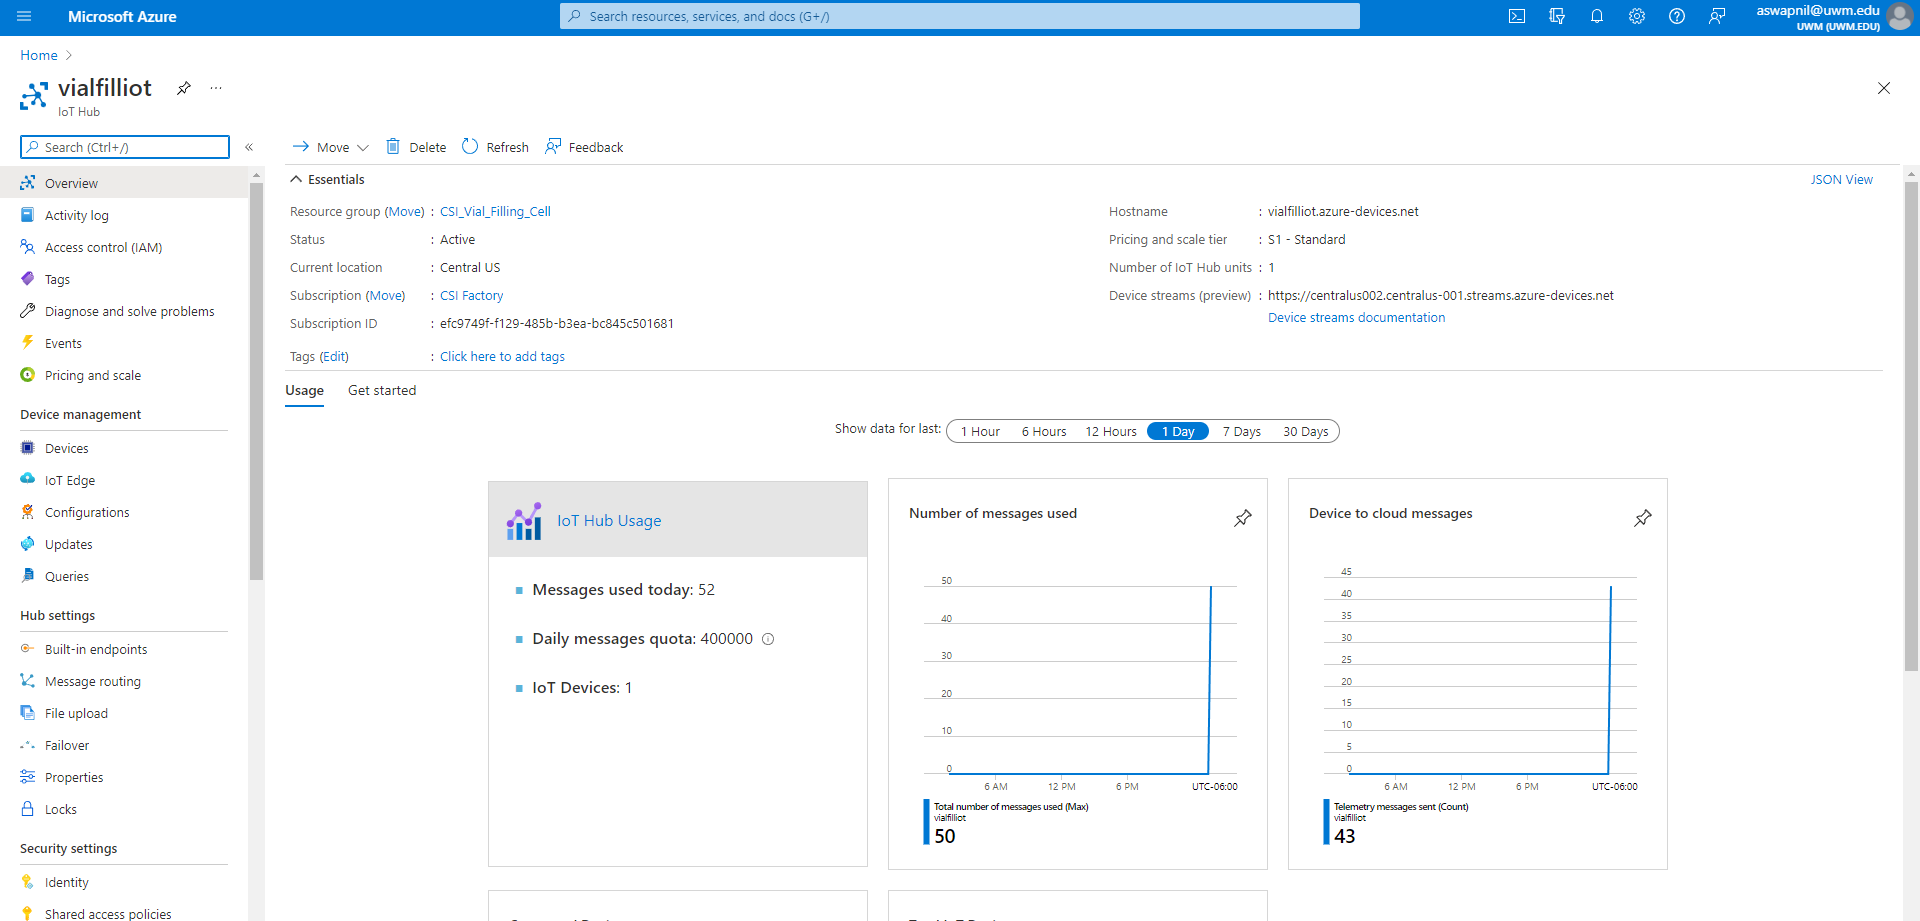 Microsoft Azure
Search resources, services, and docs (G+/)
aswapnil@uwm.edu
UWM (UWM.EDU)
Home
vialfilliot
IoT Hub
Search (Ctrl+/)
«
Overview
Activity log
Access control (IAM)
Tags
Diagnose and solve problems
Events
Pricing and scale
Device management
Devices
IoT Edge
Configurations
Updates
Queries
Hub settings
Built-in endpoints
Message routing
File upload
Failover
Properties
Locks
Security settings
Identity
Shared access policies
Move
Delete
Refresh
Feedback
Essentials
JSON View
Resource group (Move) : CSI_Vial_Filling_Cell
Status : Active
Current location : Central US
Subscription (Move) : CSI Factory
Subscription ID : efc9749f-f129-485b-b3ea-bc845c501681
Tags (Edit) : Click here to add tags
Hostname : vialfilliot.azure-devices.net
Pricing and scale tier : S1 - Standard
Number of IoT Hub units : 1
Device streams (preview) : https://centralus002.centralus-001.streams.azure-devices.net
Device streams documentation
Usage
Get started
Show data for last: 1 Hour 6 Hours 12 Hours 1 Day 7 Days 30 Days
IoT Hub Usage
Messages used today: 52
Daily messages quota: 400000
IoT Devices: 1
Number of messages used
50
40
30
20
10
0
6 AM 12 PM 6 PM UTC-06:00
Total number of messages used (Max)
vialfilliot
50
Device to cloud messages
45
40
35
30
25
20
15
10
5
0
6 AM 12 PM 6 PM UTC-06:00
Telemetry messages sent (Count)
vialfilliot
43